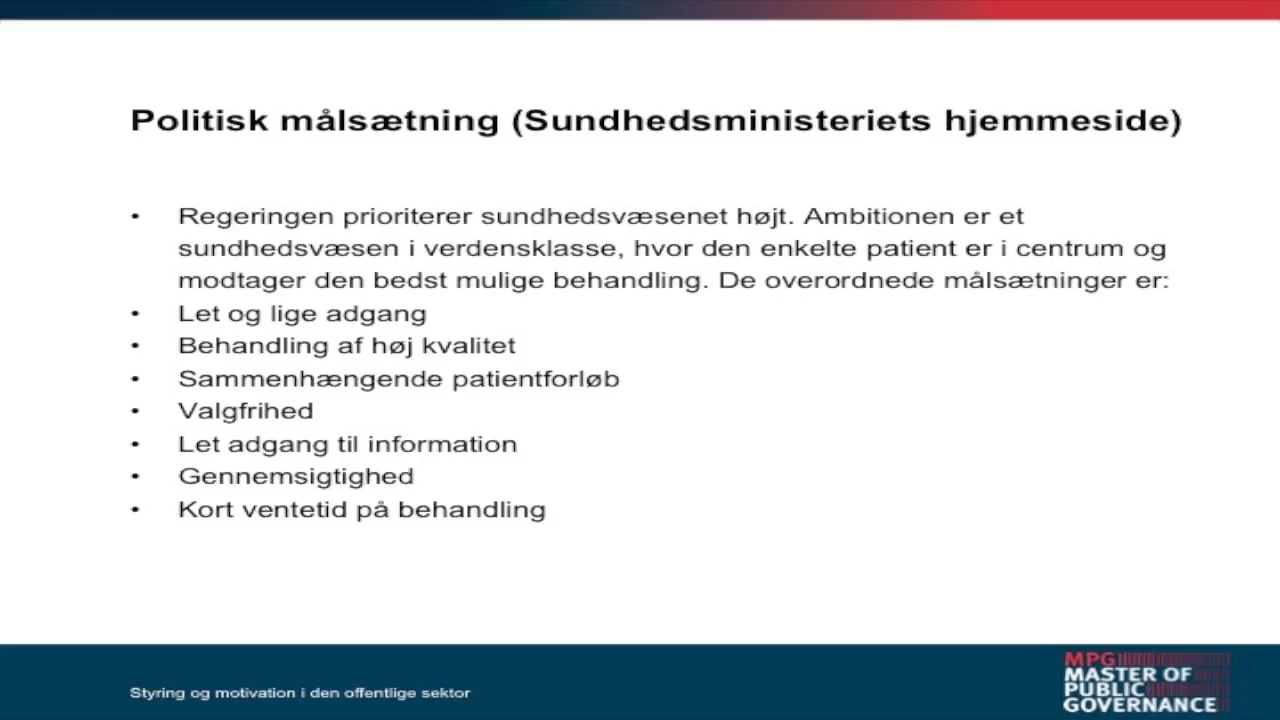 Politisk målsætning (Sundhedsministeriets hjemmeside)
• Regeringen prioriterer sundhedsvæsenet højt. Ambitionen er et
sundhedsvæsen i verdensklasse, hvor den enkelte patient er i centrum og
modtager den bedst mulige behandling. De overordnede målsætninger er:
• Let og lige adgang
• Behandling af høj kvalitet
• Sammenhængende patientforløb
• Valgfrihed
• Let adgang til information
• Gennemsigtighed
• Kort ventetid på behandling
Styring og motivation i den offentlige sektor
MPG
MASTER OF
PUBLIC
GOVERNANCE